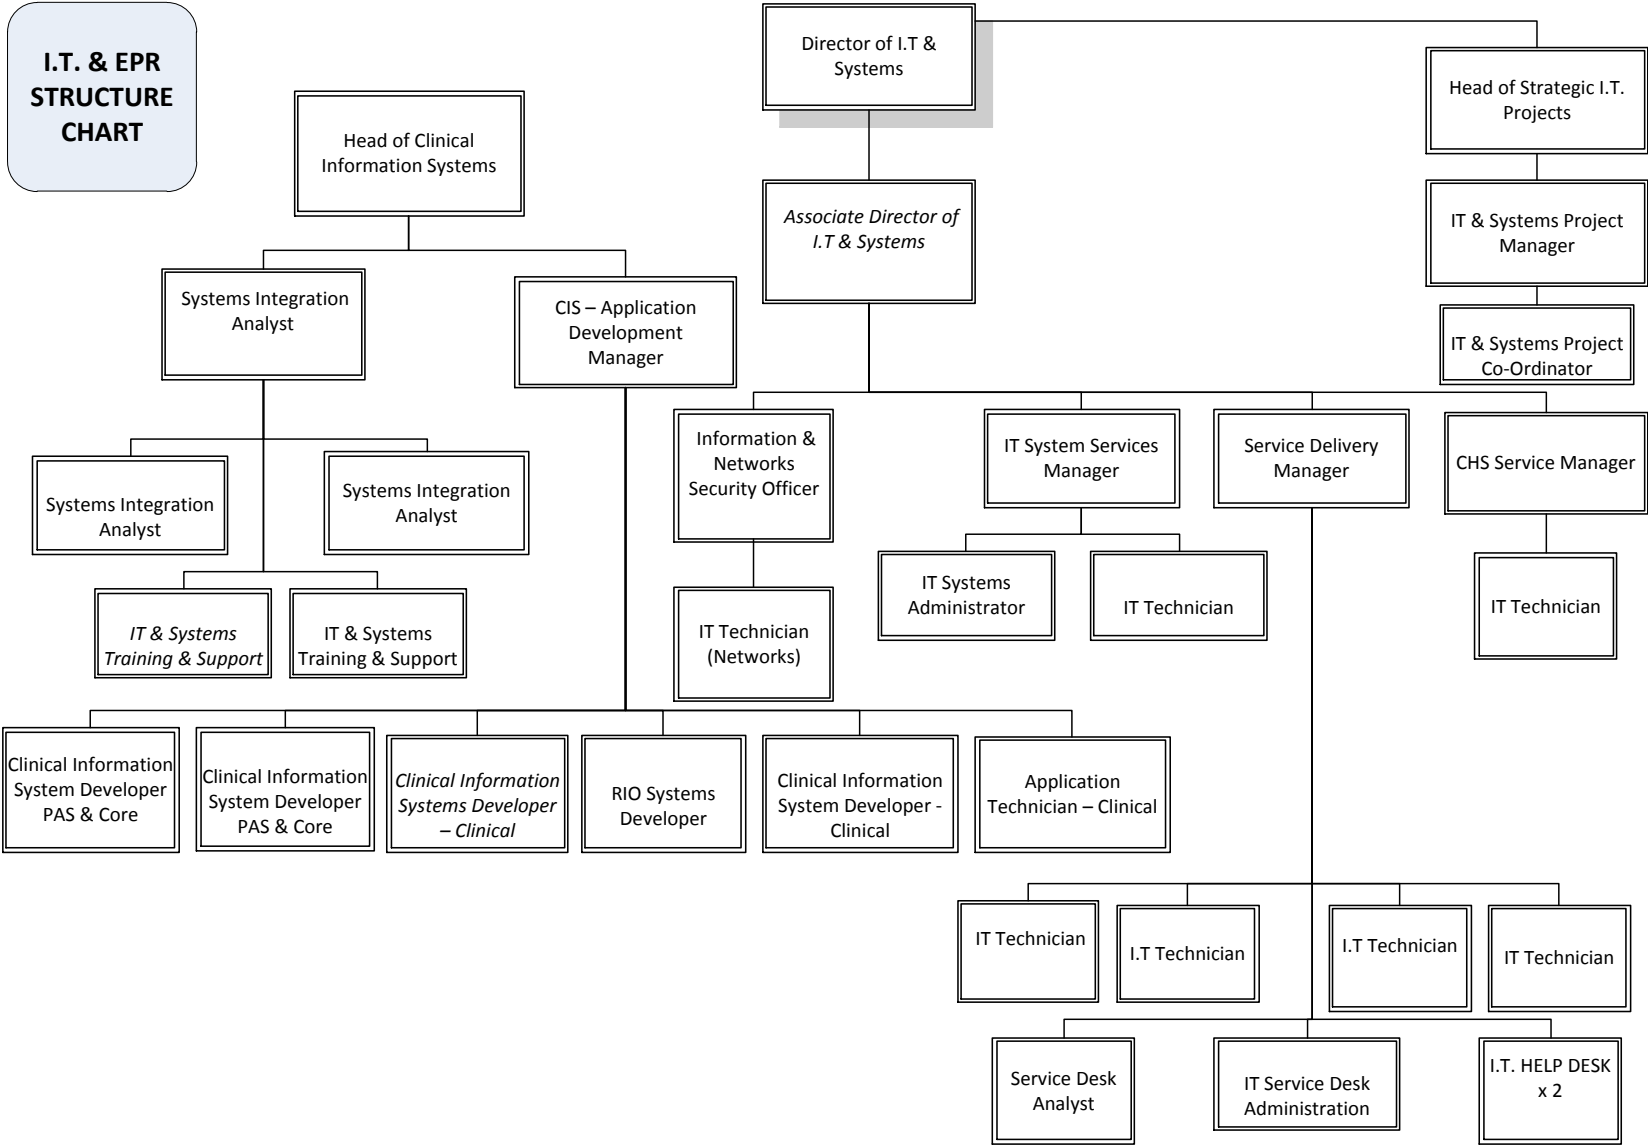 I.T. & EPR
STRUCTURE
CHART
Director of I.T &
Systems
Head of Strategic I.T.
Projects
Head of Clinical
Information Systems
Associate Director of
I.T & Systems
IT & Systems Project
Manager
Systems Integration
Analyst
CIS – Application
Development
Manager
IT & Systems Project
Co-Ordinator
Information &
Networks
Security Officer
IT System Services
Manager
Service Delivery
Manager
CHS Service Manager
Systems Integration
Analyst
Systems Integration
Analyst
IT Systems
Administrator
IT Technician
IT Technician
IT & Systems
Training & Support
IT & Systems
Training & Support
IT Technician
(Networks)
Clinical Information
System Developer
PAS & Core
Clinical Information
System Developer
PAS & Core
Clinical Information
Systems Developer
– Clinical
RIO Systems
Developer
Clinical Information
System Developer -
Clinical
Application
Technician – Clinical
IT Technician
I.T Technician
I.T Technician
IT Technician
Service Desk
Analyst
IT Service Desk
Administration
I.T. HELP DESK
x 2